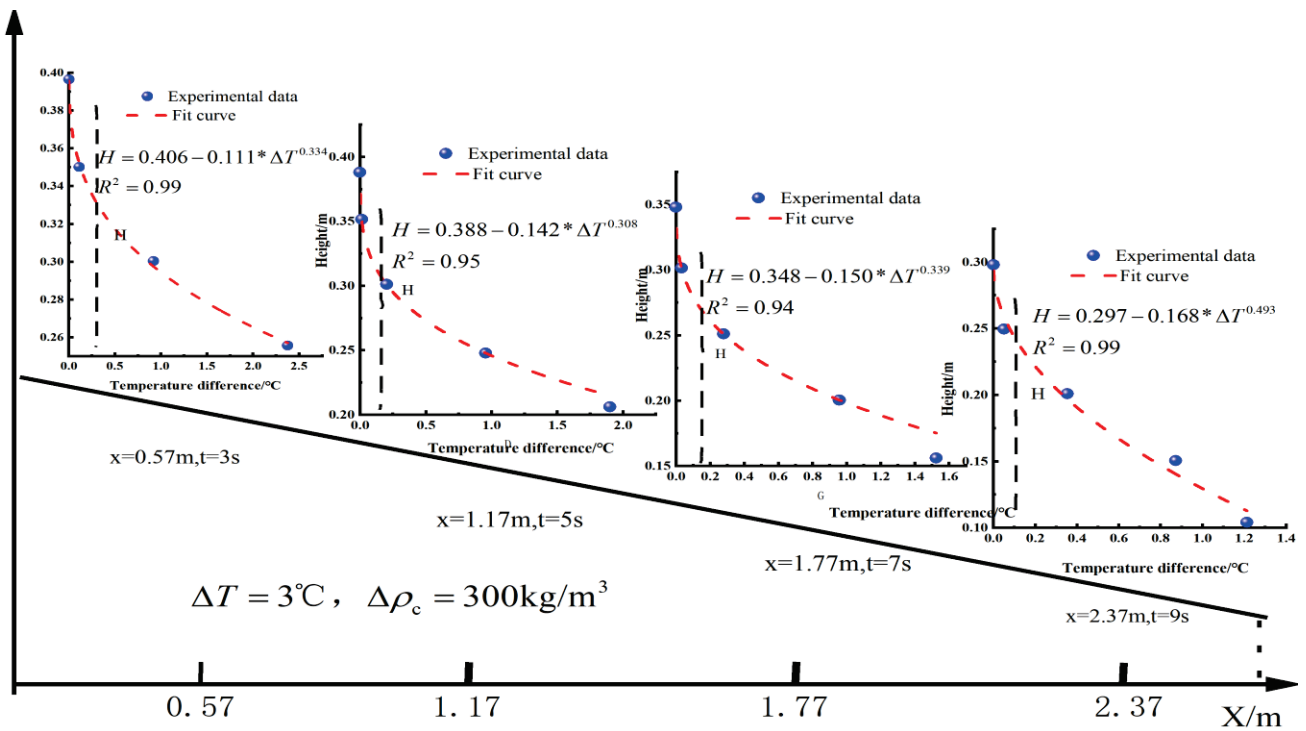 0.40
0.38
0.36
0.34
0.32
0.30
0.28
0.26
0.0 0.5 1.0 1.5 2.0 2.5
Temperature difference/°C
Experimental data
Fit curve
H = 0.406 − 0.111* ΔT^0.334
R² = 0.99
H
x=0.57m,t=3s
Height/m
0.40
0.35
0.30
0.25
0.20
0.0 0.5 1.0 1.5 2.0
Temperature difference/°C
D
Experimental data
Fit curve
H = 0.388 − 0.142* ΔT^0.308
R² = 0.95
H
x=1.17m,t=5s
Height/m
0.35
0.30
0.25
0.20
0.15
0.0 0.2 0.4 0.6 0.8 1.0 1.2 1.4 1.6
G
Temperature difference/°C
Experimental data
Fit curve
H = 0.348 − 0.150* ΔT^0.339
R² = 0.94
H
x=1.77m,t=7s
Height/m
0.30
0.25
0.20
0.15
0.10
0.0 0.2 0.4 0.6 0.8 1.0 1.2 1.4
Temperature difference/°C
Experimental data
Fit curve
H = 0.297 − 0.168* ΔT^0.493
R² = 0.99
H
x=2.37m,t=9s
ΔT = 3℃, Δρc = 300kg/m³
0.57 1.17 1.77 2.37
X/m